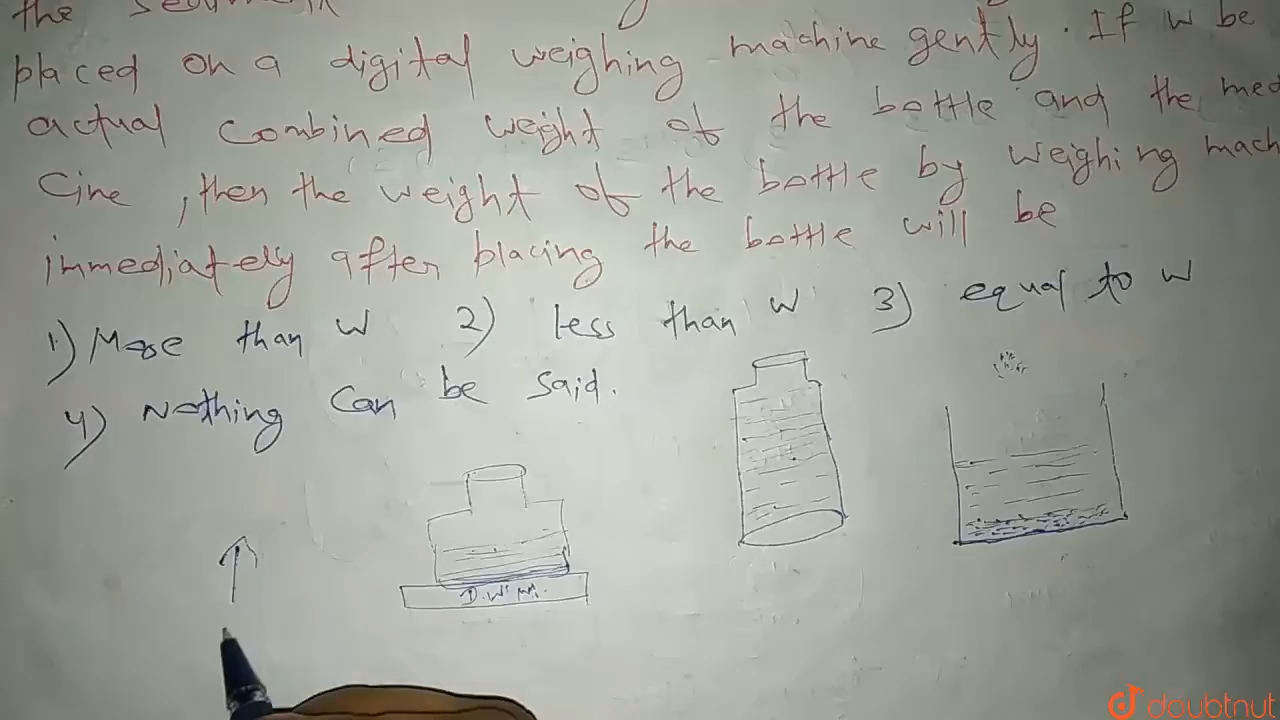 the sediment
placed on a digital weighing machine gently. If W be
actual combined weight of the bottle and the med
cine, then the weight of the bottle by weighing mach
immediately after placing the bottle will be
1.) More than W 2) less than W 3) equal to W
4) Nothing can be said.
D.W.M.
doubtnut